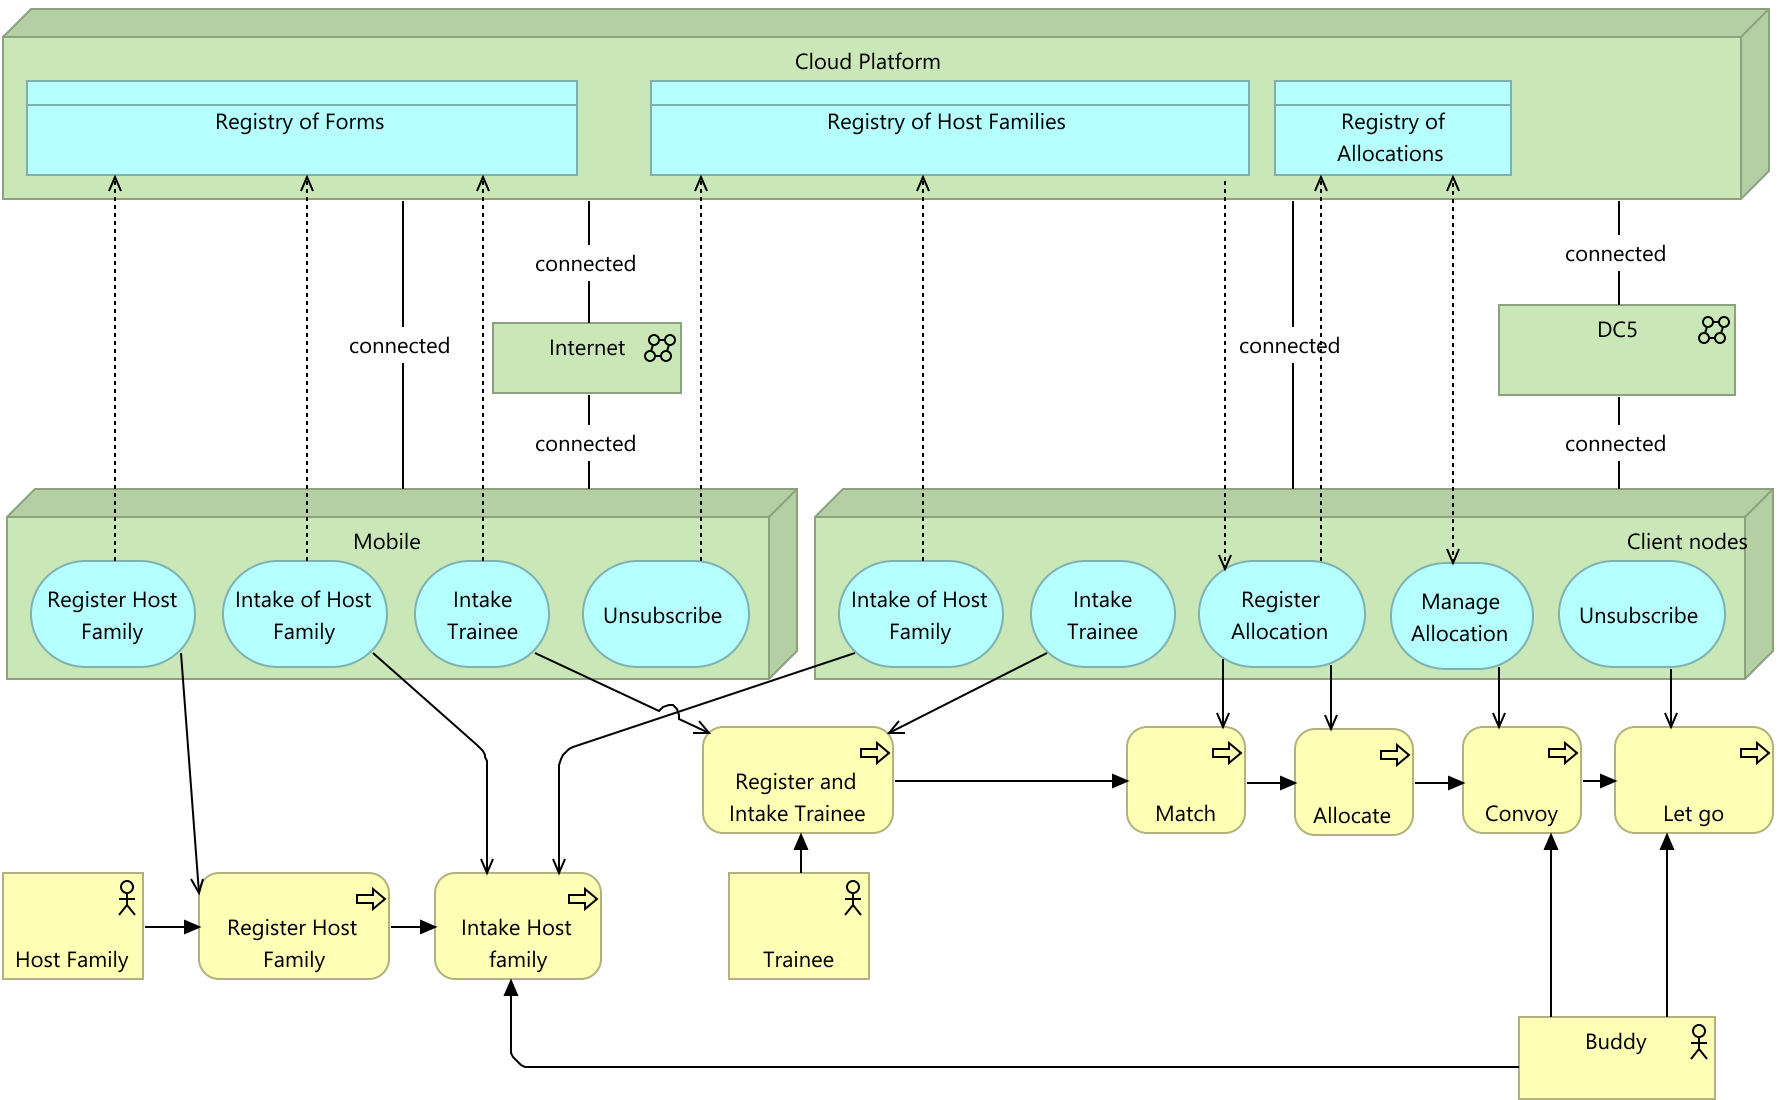 Cloud Platform
Registry of Forms
Registry of Host Families
Registry of
Allocations
connected
connected
connected
connected
Internet
DC5
connected
connected
Mobile
Client nodes
Register Host
Family
Intake of Host
Family
Intake
Trainee
Unsubscribe
Intake of Host
Family
Intake
Trainee
Register
Allocation
Manage
Allocation
Unsubscribe
Register and
Intake Trainee
Match
Allocate
Convoy
Let go
Host Family
Register Host
Family
Intake Host
family
Trainee
Buddy